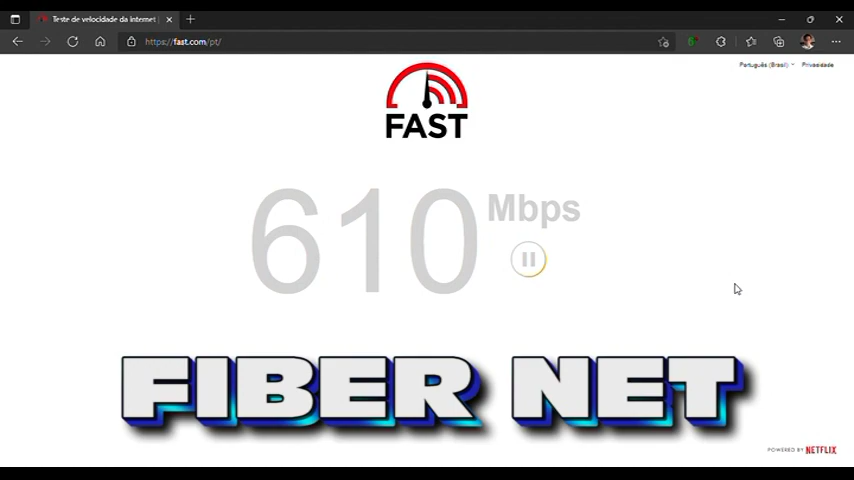 Teste de velocidade da internet |
https://fast.com/pt/
Português (Brasil)
Privacidade
FAST
610 Mbps
FIBER NET
POWERED BY NETFLIX